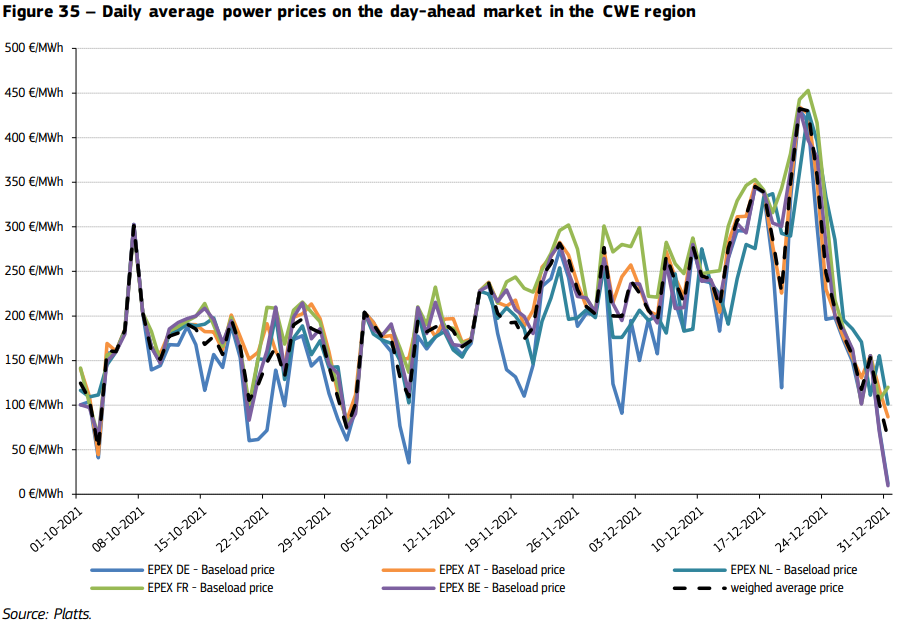 Figure 35 – Daily average power prices on the day-ahead market in the CWE region
500 €/MWh
450 €/MWh
400 €/MWh
350 €/MWh
300 €/MWh
250 €/MWh
200 €/MWh
150 €/MWh
100 €/MWh
50 €/MWh
0 €/MWh
01-10-2021
08-10-2021
15-10-2021
22-10-2021
29-10-2021
05-11-2021
12-11-2021
19-11-2021
26-11-2021
03-12-2021
10-12-2021
17-12-2021
24-12-2021
31-12-2021
EPEX DE - Baseload price
EPEX AT - Baseload price
EPEX NL - Baseload price
EPEX FR - Baseload price
EPEX BE - Baseload price
weighed average price
Source: Platts.